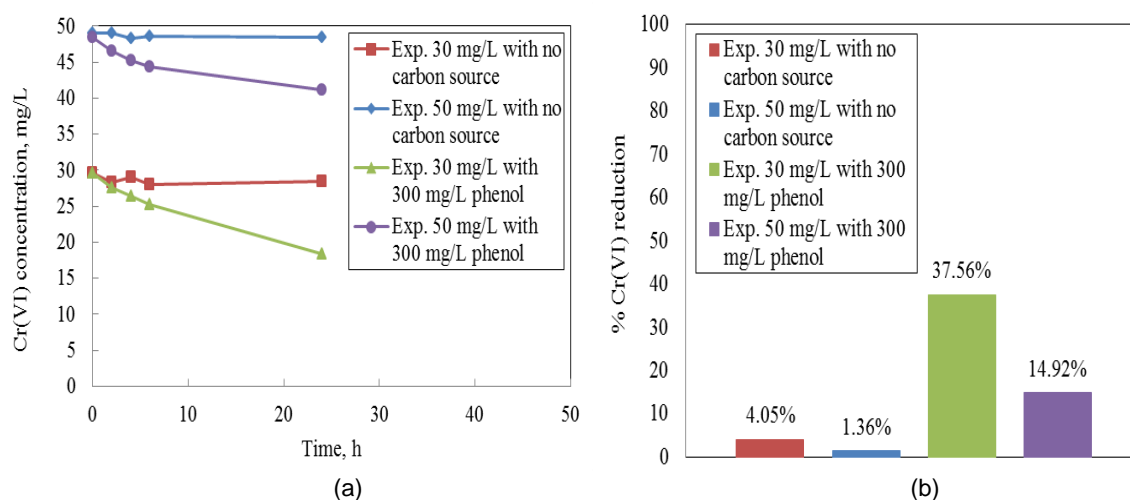 50
45
40
35
30
25
20
15
10
5
0
Cr(VI) concentration, mg/L
Exp. 30 mg/L with no
carbon source
Exp. 50 mg/L with no
carbon source
Exp. 30 mg/L with
300 mg/L phenol
Exp. 50 mg/L with
300 mg/L phenol
0 10 20 30 40 50
Time, h
(a)
100
90
80
70
60
50
40
30
20
10
0
% Cr(VI) reduction
Exp. 30 mg/L with no
carbon source
Exp. 50 mg/L with no
carbon source
Exp. 30 mg/L with 300
mg/L phenol
Exp. 50 mg/L with 300
mg/L phenol
4.05%
1.36%
37.56%
14.92%
(b)